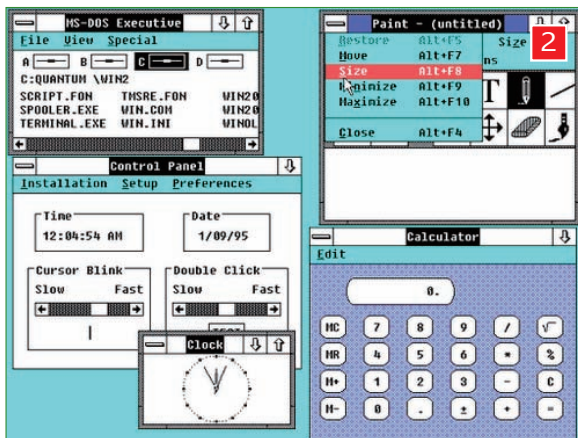 MS-DOS Executive
File View Special
A B C D
C:QUANTUM \WIN2
SCRIPT.FON TMSRE.FON WIN20
SPOOLER.EXE WIN.COM WIN20
TERMINAL.EXE WIN.INI WINOL
Paint - (untitled)
2
Restore Alt+F5
Size
Move Alt+F7
ns
Size Alt+F8
Minimize Alt+F9
Maximize Alt+F10
Close Alt+F4
T
Control Panel
Installation Setup Preferences
Time
12:04:54 AM
Date
1/09/95
Cursor Blink
Slow Fast
Double Click
Slow Fast
Clock
Calculator
Edit
0.
MC 7 8 9 / √
MR 4 5 6 * %
M+ 1 2 3 - C
M- 0 . ± + =